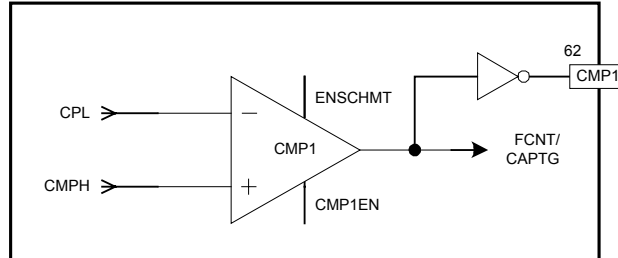 62
CMP1
ENSCHMT
CPL
−
CMP1
FCNT/
CAPTG
CMPH
+
CMP1EN